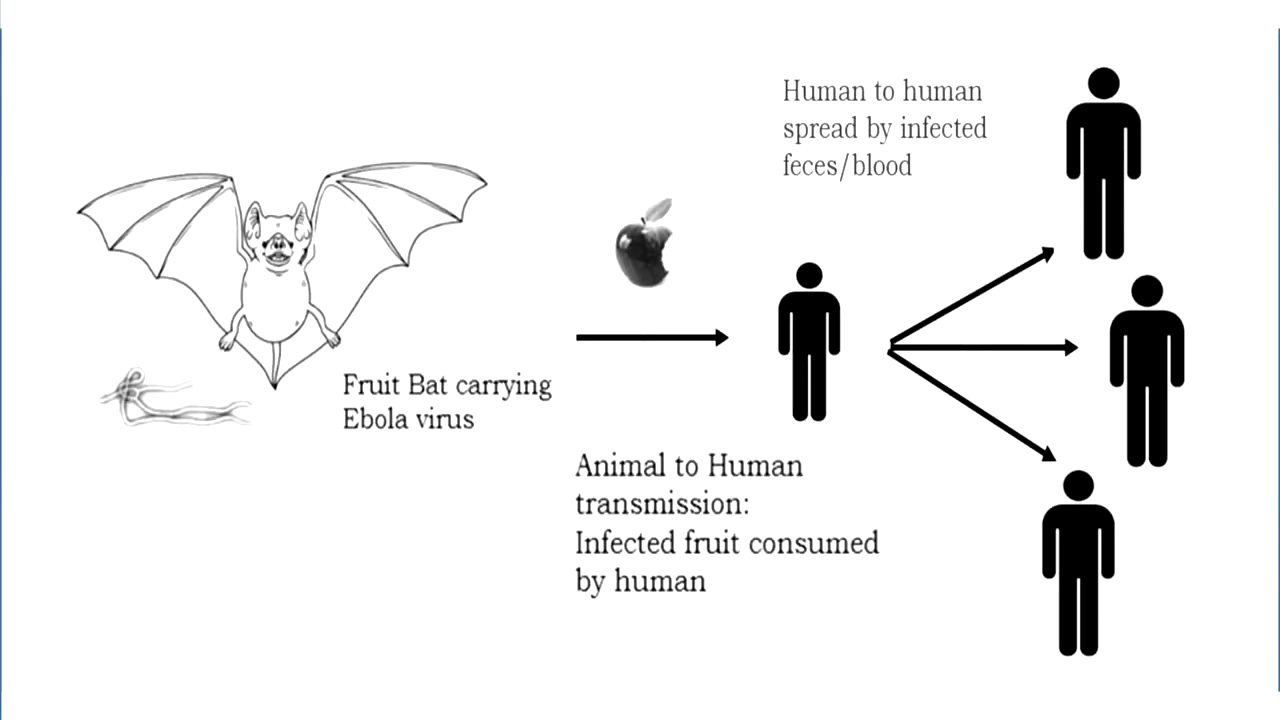 Human to human
spread by infected
feces/blood
Fruit Bat carrying
Ebola virus
Animal to Human
transmission:
Infected fruit consumed
by human